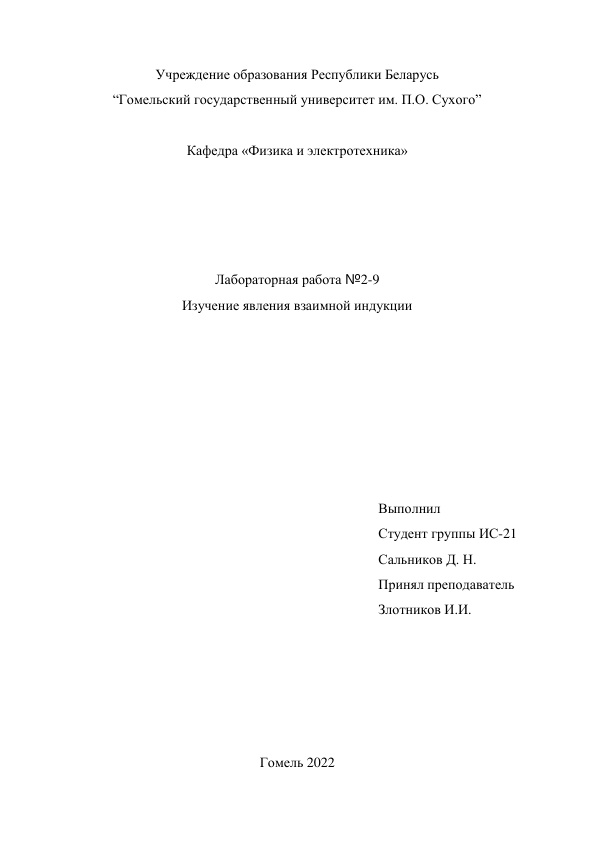 Учреждение образования Республики Беларусь
“Гомельский государственный университет им. П.О. Сухого”
Кафедра «Физика и электротехника»
Лабораторная работа №2-9
Изучение явления взаимной индукции
Выполнил
Студент группы ИС-21
Сальников Д. Н.
Принял преподаватель
Злотников И.И.
Гомель 2022